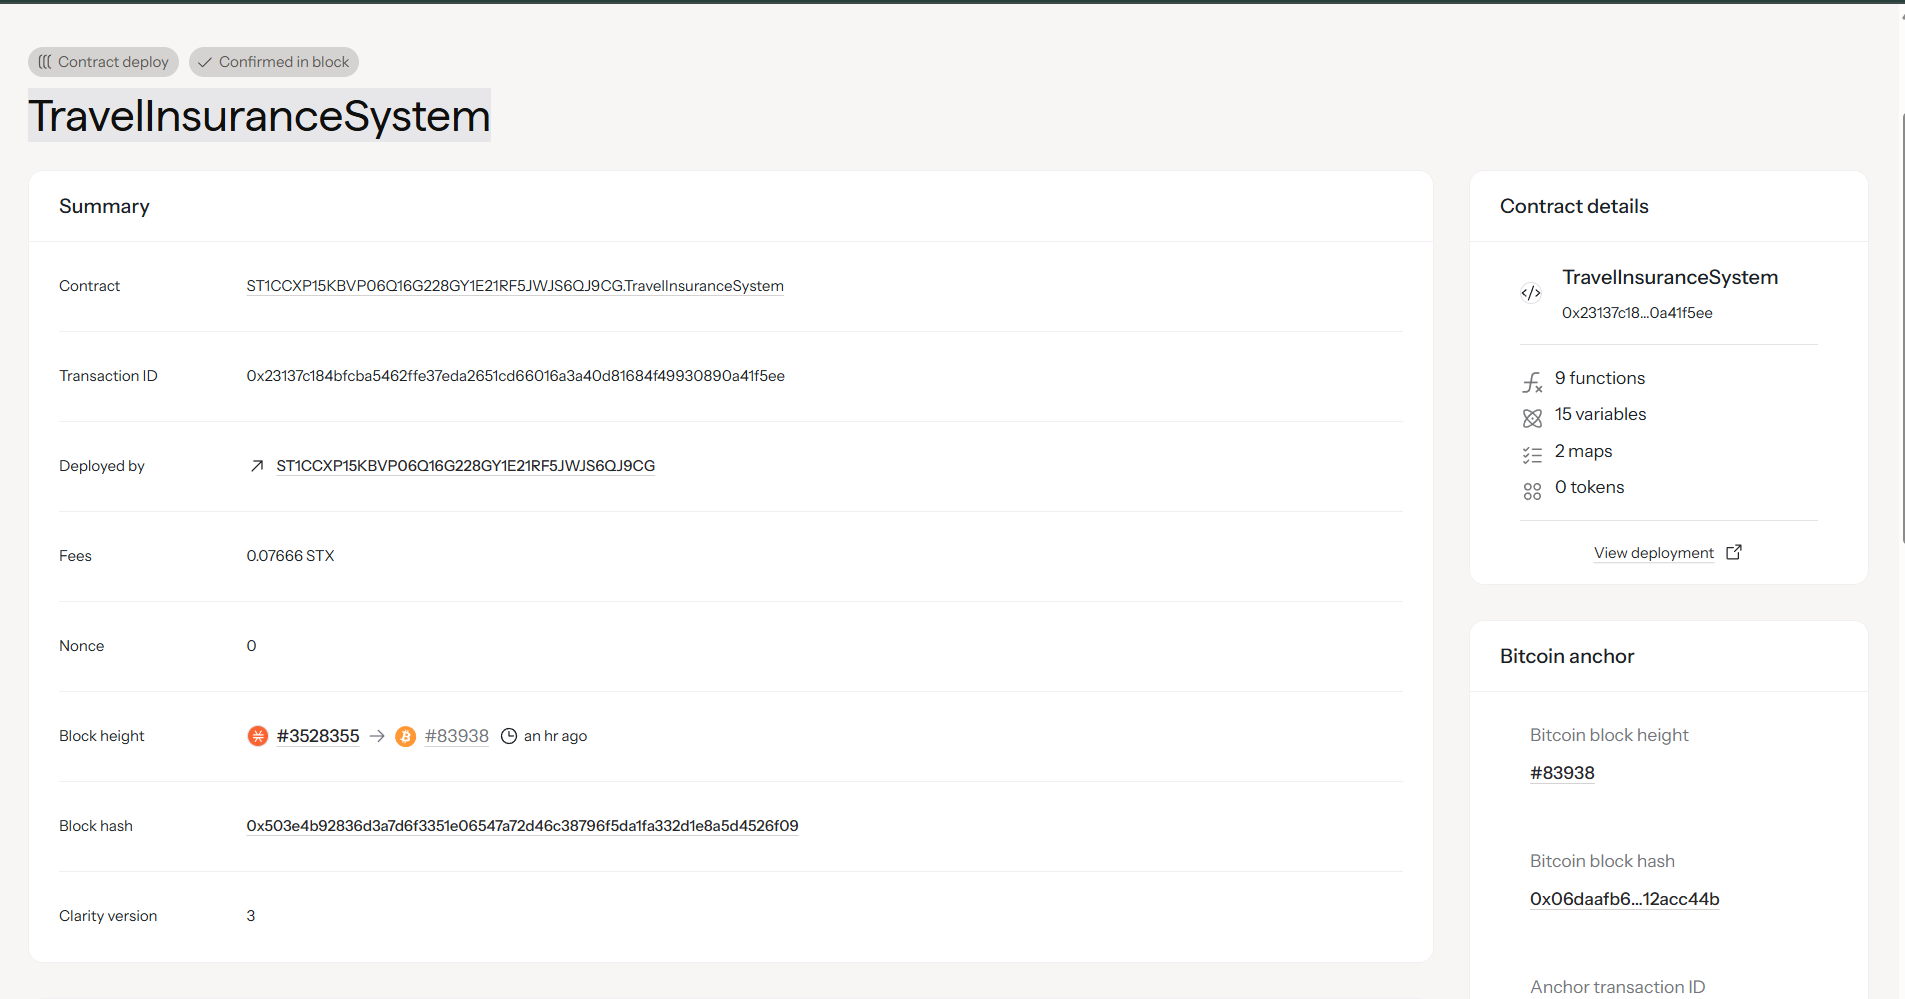 Contract deploy
Confirmed in block
TravelInsuranceSystem
Summary
Contract
ST1CCXP15KBVP06Q16G228GY1E21RF5JWJS6QJ9CG.TravelInsuranceSystem
Transaction ID
0x23137c184bfcba5462ffe37eda2651cd66016a3a40d81684f49930890a41f5ee
Deployed by
ST1CCXP15KBVP06Q16G228GY1E21RF5JWJS6QJ9CG
Fees
0.07666 STX
Nonce
0
Block height
#3528355 → #83938 an hr ago
Block hash
0x503e4b92836d3a7d6f3351e06547a72d46c38796f5da1fa332d1e8a5d4526f09
Clarity version
3
Contract details
TravelInsuranceSystem
0x23137c18...0a41f5ee
9 functions
15 variables
2 maps
0 tokens
View deployment
Bitcoin anchor
Bitcoin block height
#83938
Bitcoin block hash
0x06daafb6...12acc44b
Anchor transaction ID